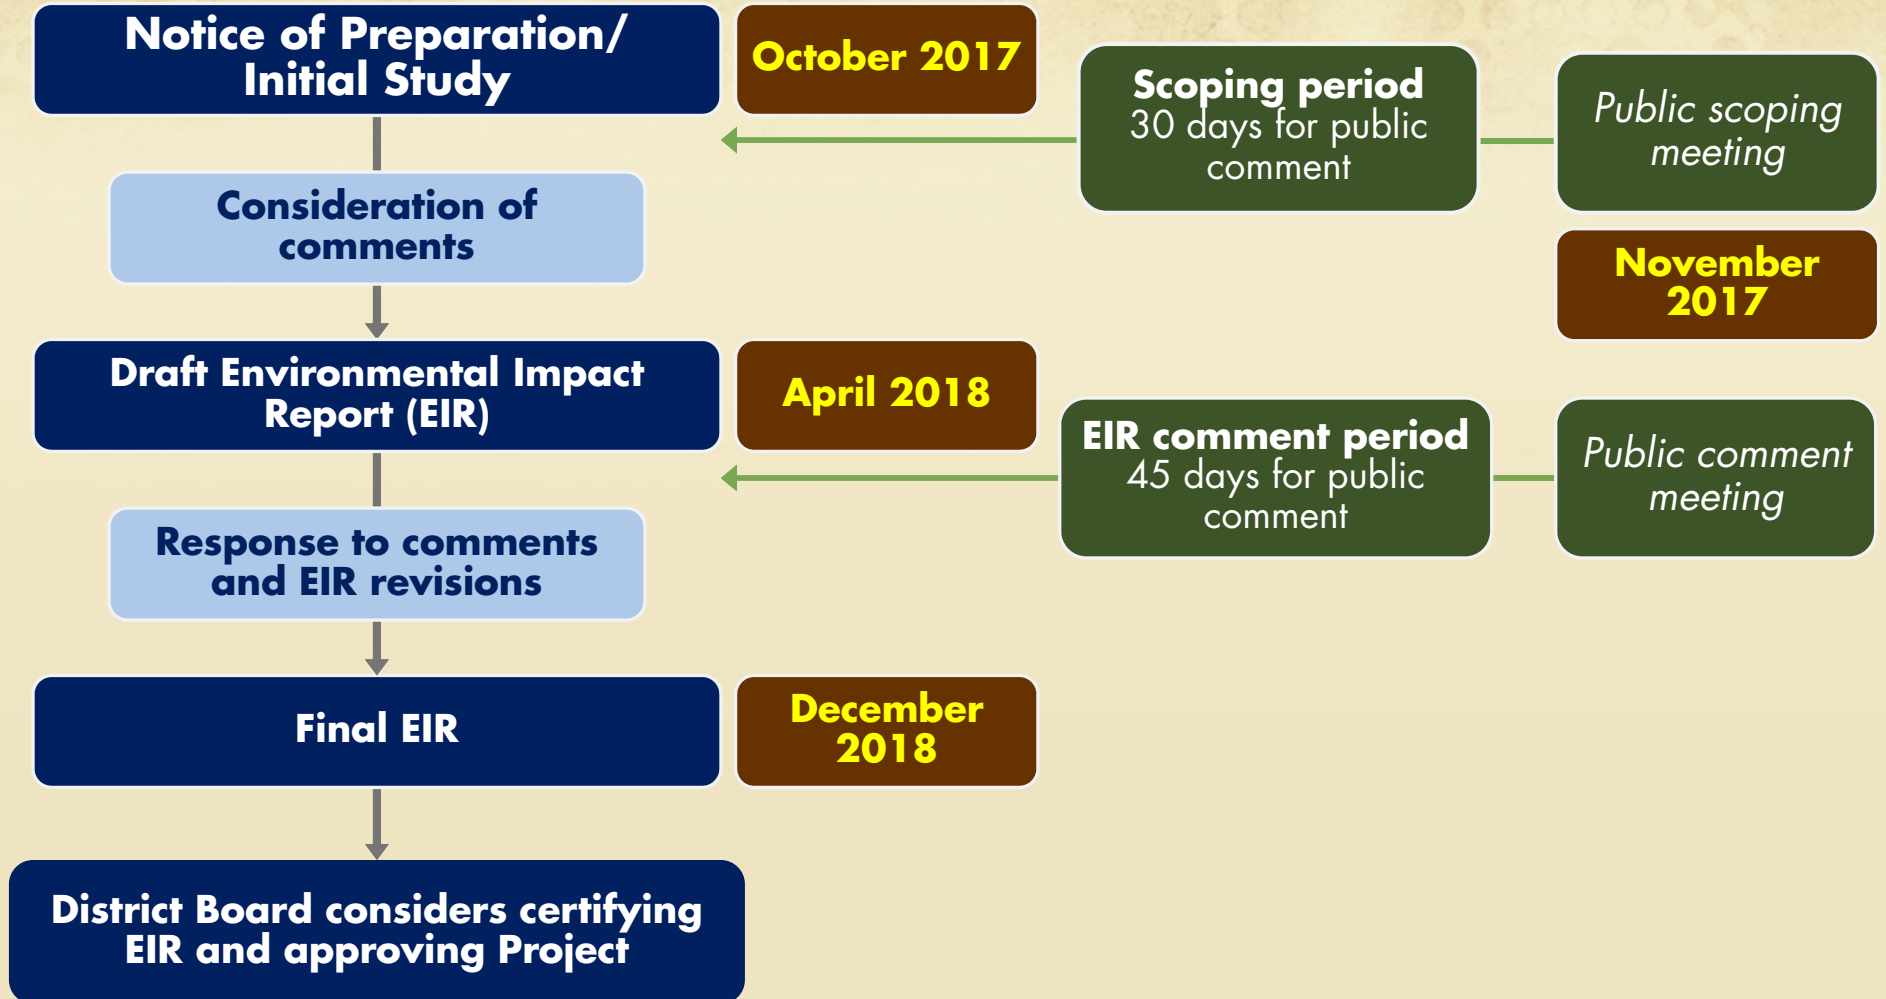 Notice of Preparation/
Initial Study
October 2017
Scoping period
30 days for public
comment
Public scoping
meeting
Consideration of
comments
November
2017
Draft Environmental Impact
Report (EIR)
April 2018
EIR comment period
45 days for public
comment
Public comment
meeting
Response to comments
and EIR revisions
Final EIR
December
2018
District Board considers certifying
EIR and approving Project